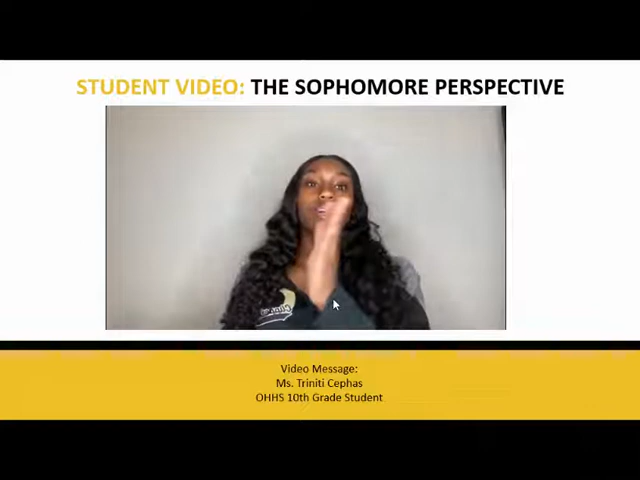 STUDENT VIDEO: THE SOPHOMORE PERSPECTIVE
Video Message:
Ms. Triniti Cephas
OHHS 10th Grade Student